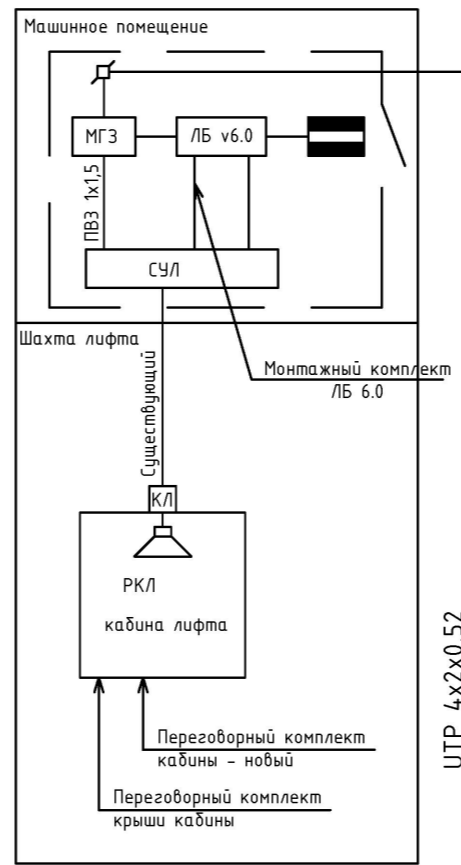 Машинное помещение
МГЗ
ЛБ v6.0
ПВЗ 1x1,5
СУЛ
Шахта лифта
Монтажный комплект
ЛБ 6.0
Существующий
КЛ
РКЛ
кабина лифта
UTP 4x2x0,52
Переговорный комплект
кабины - новый
Переговорный комплект
крыши кабины